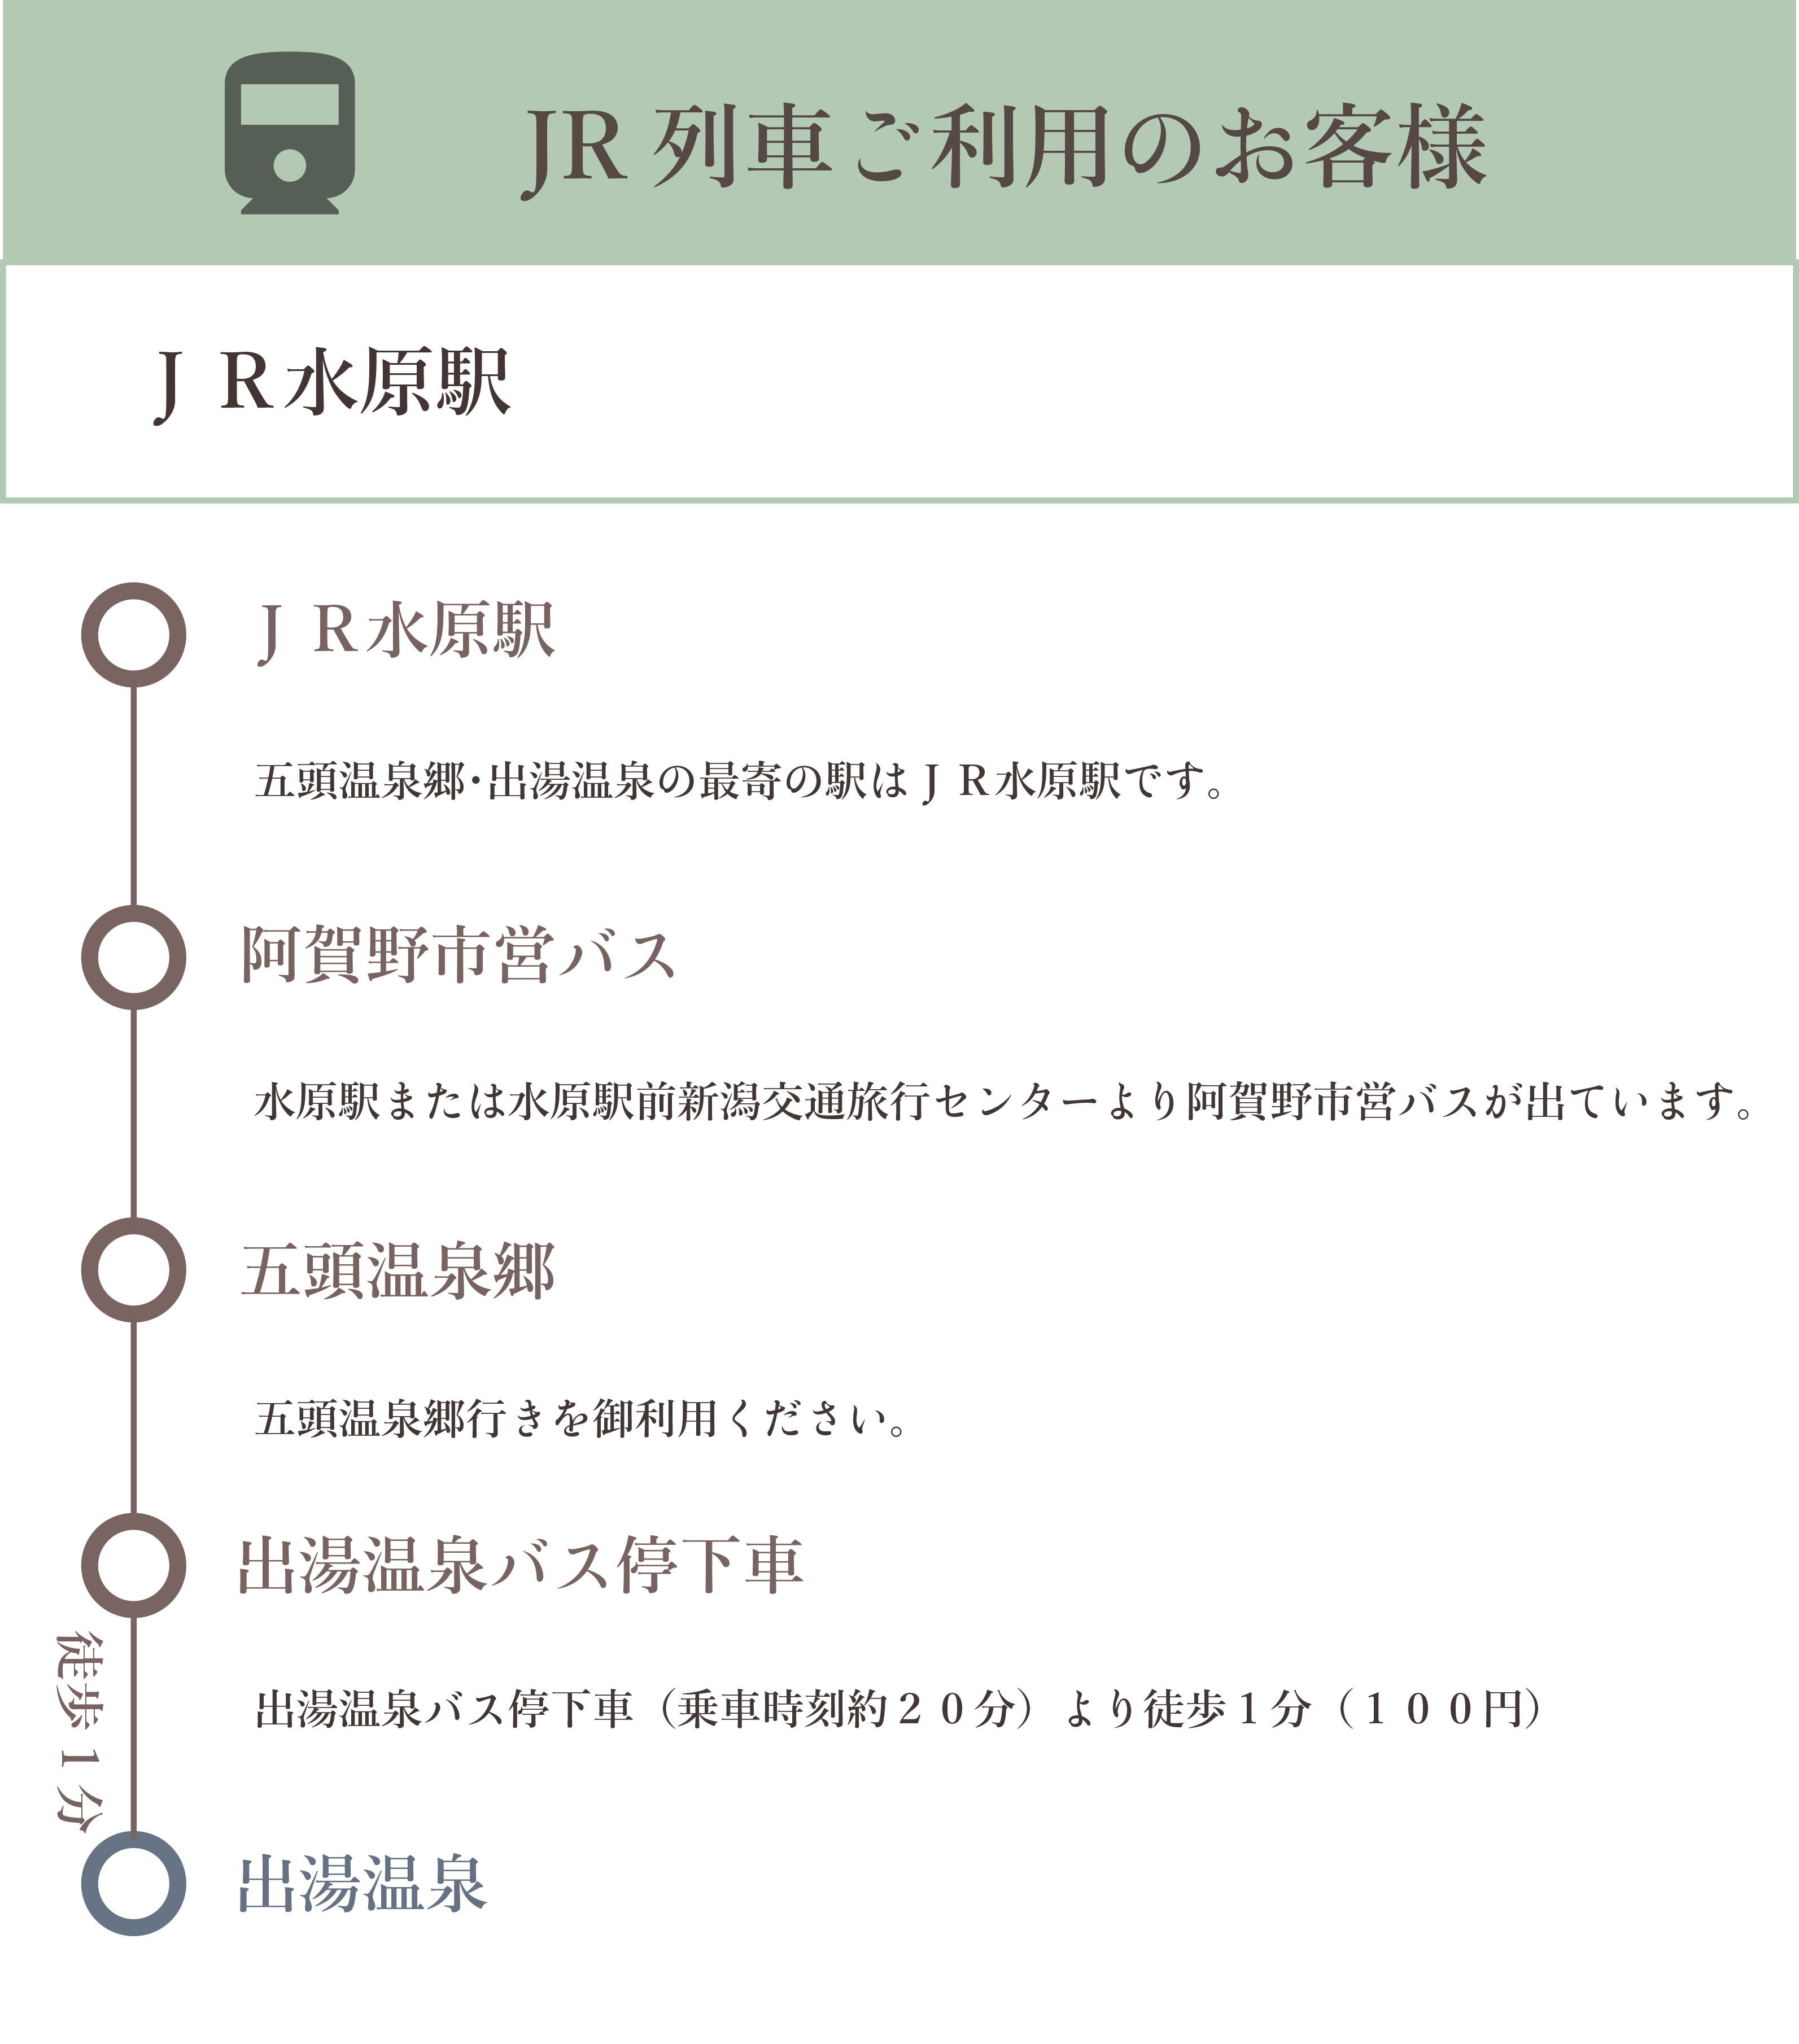 JR 列車ご利用のお客様
ＪＲ水原駅
ＪＲ水原駅
五頭温泉郷･出湯温泉の最寄の駅はＪＲ水原駅です。
阿賀野市営バス
水原駅または水原駅前新潟交通旅行センターより阿賀野市営バスが出ています。
五頭温泉郷
五頭温泉郷行きを御利用ください。
出湯温泉バス停下車
徒歩１分
出湯温泉バス停下車（乗車時刻約２０分）より徒歩１分（１００円）
出湯温泉